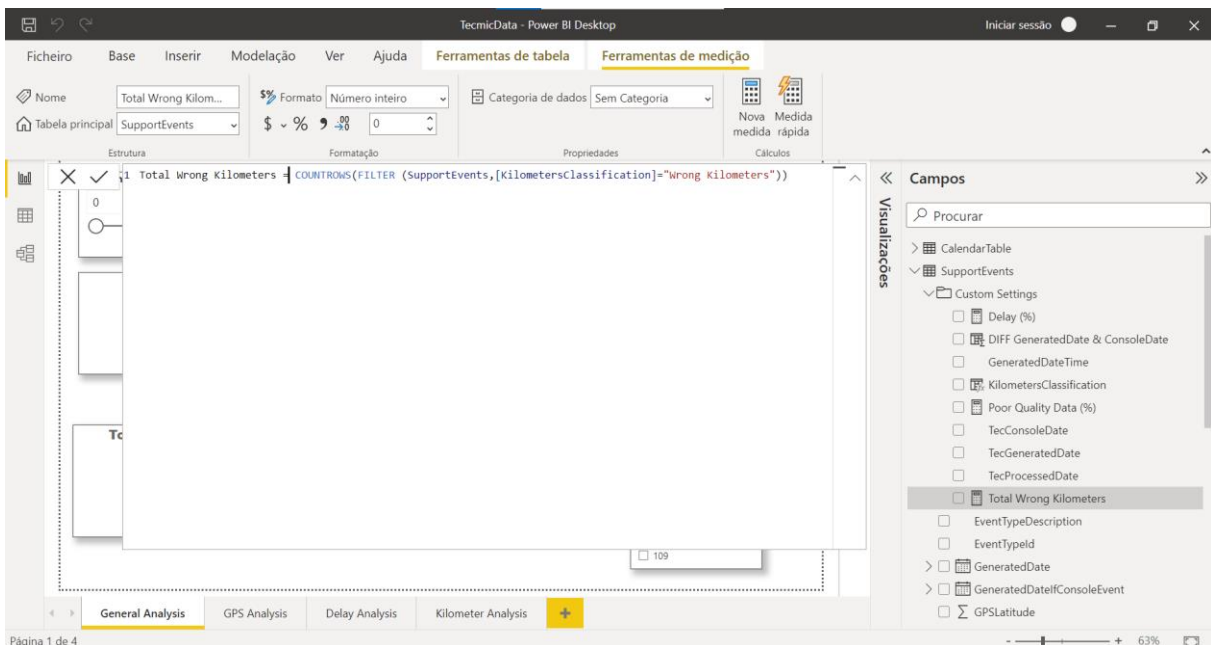 TecmicData - Power BI Desktop
Iniciar sessão
Ficheiro Base Inserir Modelação Ver Ajuda Ferramentas de tabela Ferramentas de medição
Nome Total Wrong Kilom...
Tabela principal SupportEvents
Estrutura
$% Formato Número inteiro
$ % 9 .00 0
Formatação
Categoria de dados Sem Categoria
Propriedades
Nova medida
Medida rápida
Cálculos
1 Total Wrong Kilometers = COUNTROWS(FILTER (SupportEvents,[KilometersClassification]="Wrong Kilometers"))
0
To
109
Visualizações
Campos
Procurar
CalendarTable
SupportEvents
Custom Settings
Delay (%)
DIFF GeneratedDate & ConsoleDate
GeneratedDateTime
KilometersClassification
Poor Quality Data (%)
TecConsoleDate
TecGeneratedDate
TecProcessedDate
Total Wrong Kilometers
EventTypeDescription
EventTypeId
GeneratedDate
GeneratedDateIfConsoleEvent
∑ GPSLatitude
General Analysis GPS Analysis Delay Analysis Kilometer Analysis +
Página 1 de 4
- + 63%